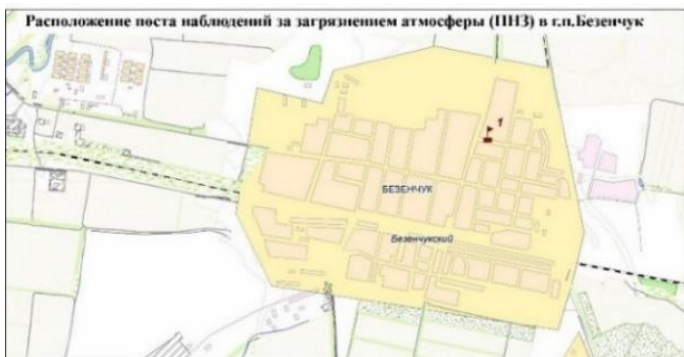 Расположение поста наблюдений за загрязнением атмосферы (ПНЗ) в г.п.Безенчук
1
БЕЗЕНЧУК
Безенчукский